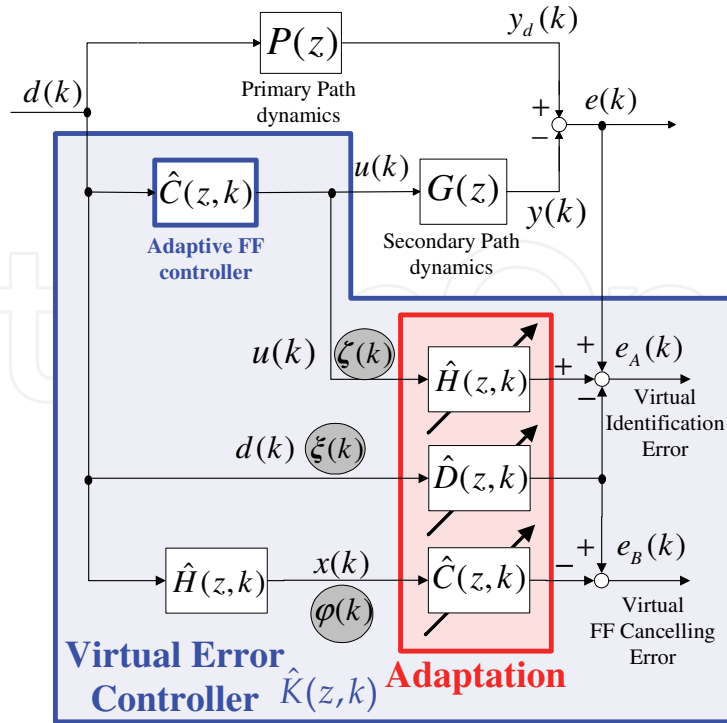 P(z)
y_d(k)
d(k)
Primary Path
dynamics
+
−
e(k)
Ĉ(z,k)
u(k)
G(z)
y(k)
Adaptive FF
controller
Secondary Path
dynamics
u(k)
ζ(k)
Ĥ(z,k)
+
+
−
e_A(k)
Virtual
Identification
Error
d(k)
ξ(k)
D̂(z,k)
Ĥ(z,k)
x(k)
φ(k)
Ĉ(z,k)
−
+
e_B(k)
Virtual
FF Cancelling
Error
Virtual Error
Controller K̂(z,k)
Adaptation